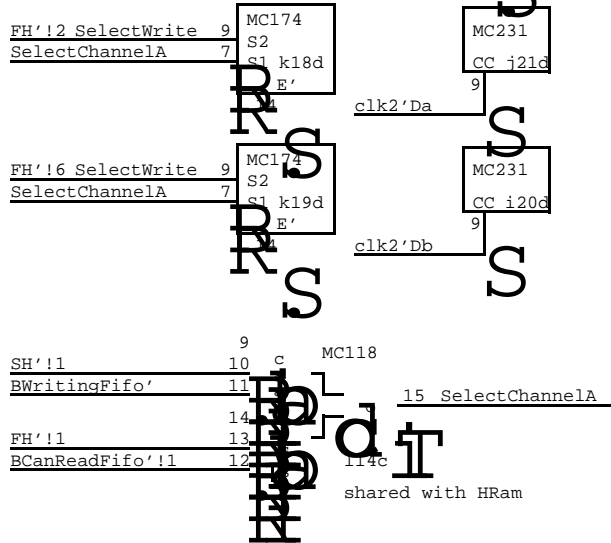 MC174
MC231
FH'!2 SelectWrite 9
S2
SelectChannelA 7
S1 k18d
CC j21d
E'
9
14
clk2'Da
R
S
S
MC174
MC231
FH'!6 SelectWrite 9
S2
SelectChannelA 7
S1 k19d
CC i20d
E'
9
14
clk2'Db
R
.S
S
9
MC118
c
SH'!1 10
BWritingFifo' 11
15 SelectChannelA
14
d
FH'!1 13
T
BCanReadFifo'!1 12
114c
shared with HRam